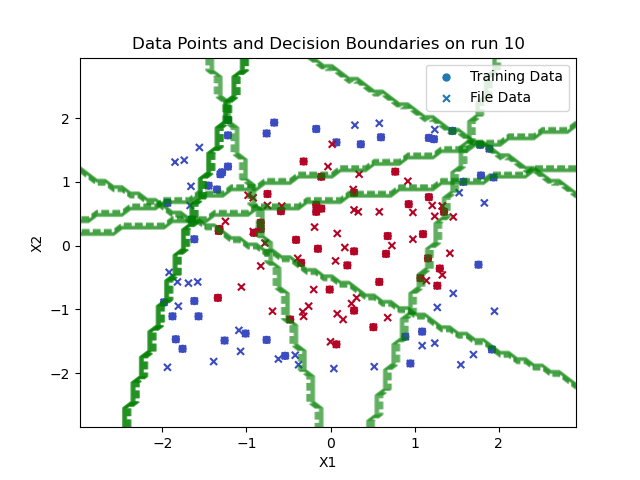 Data Points and Decision Boundaries on run 10
Training Data
File Data
2
1
0
−1
−2
X2
−2
−1
0
1
2
X1